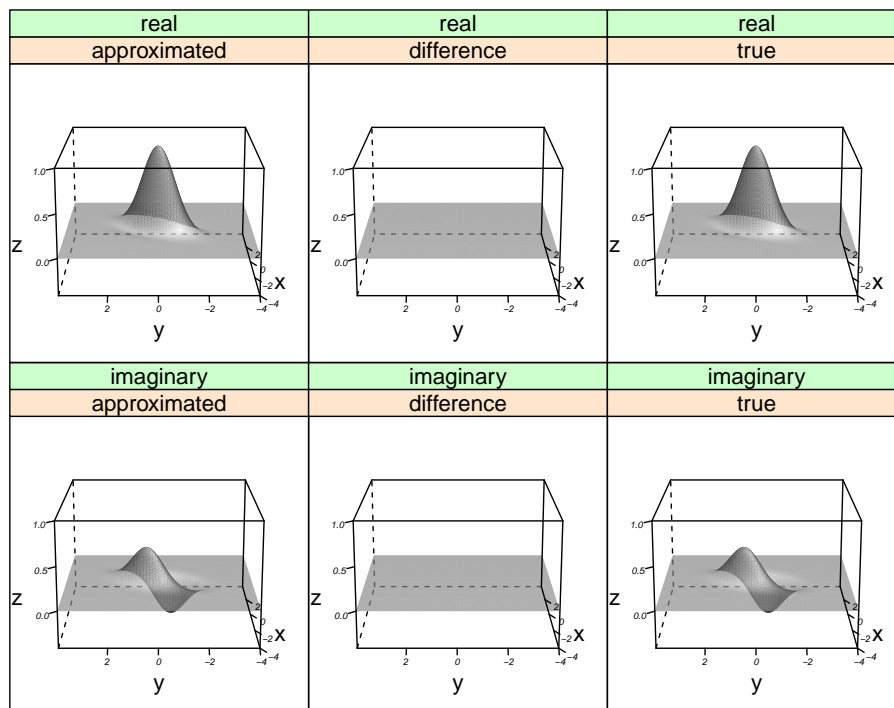 real real real
approximated difference true
1.0 1.0 1.0
0.5 0.5 0.5
z z z
0.0 0.0 0.0
2 2 2
0 0 0
−2 x −2 x −2 x
2 0 −2 −4 2 0 −2 −4 2 0 −2 −4
y y y
imaginary imaginary imaginary
approximated difference true
1.0 1.0 1.0
0.5 0.5 0.5
z z z
0.0 0.0 0.0
2 2 2
0 0 0
−2 x −2 x −2 x
2 0 −2 −4 −4 2 0 −2 −4 −4 2 0 −2 −4 −4
y y y